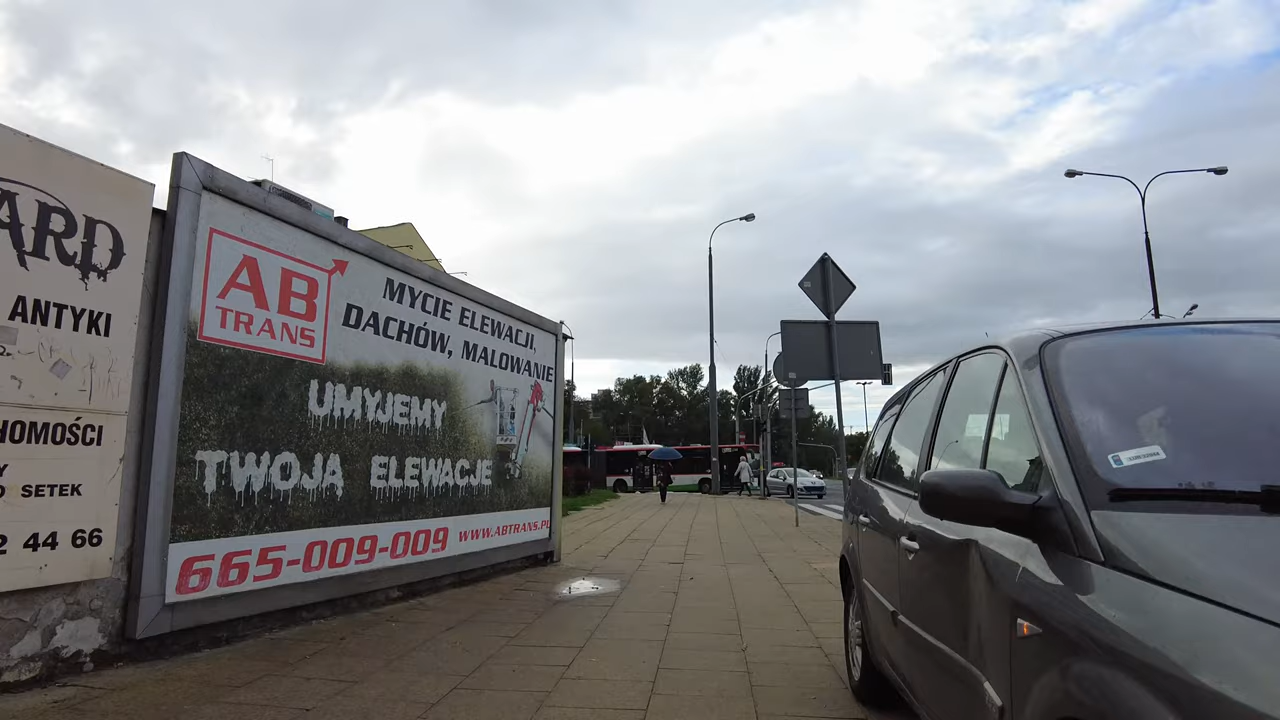 ARD
ANTYKI
HOMOŚCI
SETEK
2 44 66
AB
TRANS
MYCIE ELEWACJI,
DACHÓW, MALOWANIE
UMYJEMY
TWOJĄ ELEWACJE
665-009-009 WWW.ABTRANS.PL